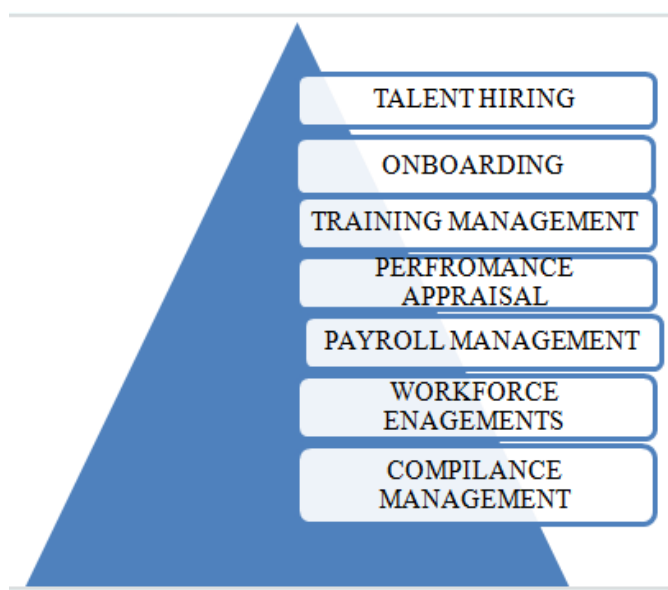 TALENT HIRING
ONBOARDING
TRAINING MANAGEMENT
PERFROMANCE
APPRAISAL
PAYROLL MANAGEMENT
WORKFORCE
ENAGEMENTS
COMPILANCE
MANAGEMENT